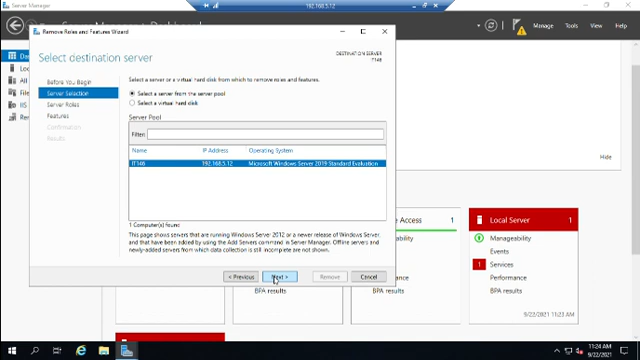 Server Manager
192.168.5.12
Manage Tools View Help
Remove Roles and Features Wizard
Select destination server
DESTINATION SERVER
IT146
Before You Begin
Server Selection
Server Roles
Features
Confirmation
Results
Select a server or a virtual hard disk from which to remove roles and features.
Select a server from the server pool
Select a virtual hard disk
Server Pool
Filter:
Name IP Address Operating System
IT146 192.168.5.12 Microsoft Windows Server 2019 Standard Evaluation
1 Computer(s) found
This page shows servers that are running Windows Server 2012 or a newer release of Windows Server,
and that have been added by using the Add Servers command in Server Manager. Offline servers and
newly-added servers from which data collection is still incomplete are not shown.
< Previous Next > Remove Cancel
Hide
Access 1
Local Server 1
Manageability
Events
1 Services
Performance
BPA results
9/22/2021 11:23 AM
BPA results
BPA results
11:24 AM
9/22/2021